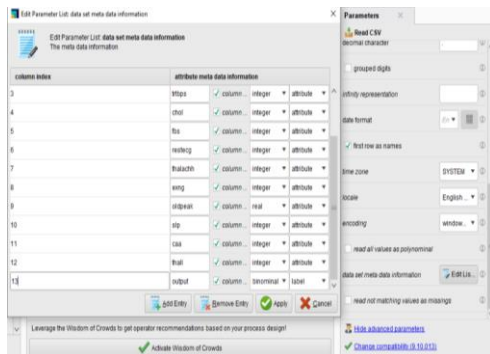 Edit Parameter List: data set meta data information
Edit Parameter List: data set meta data information
The meta data information
column index attribute meta data information
3 trtbps column... integer attribute
4 chol column... integer attribute
5 fbs column... integer attribute
6 restecg column... integer attribute
7 thalachh column... integer attribute
8 exng column... integer attribute
9 oldpeak column... real attribute
10 slp column... integer attribute
11 caa column... integer attribute
12 thall column... integer attribute
13 output column... binominal label
Add Entry Remove Entry Apply Cancel
Leverage the Wisdom of Crowds to get operator recommendations based on your process design!
Activate Wisdom of Crowds
Parameters
Read CSV
decimal character
grouped digits
infinity representation
date format
first row as names
time zone SYSTEM
locale English...
encoding window...
read all values as polynominal
data set meta data information Edit Lis...
read not matching values as missings
Hide advanced parameters
Change compatibility (9.10.013)